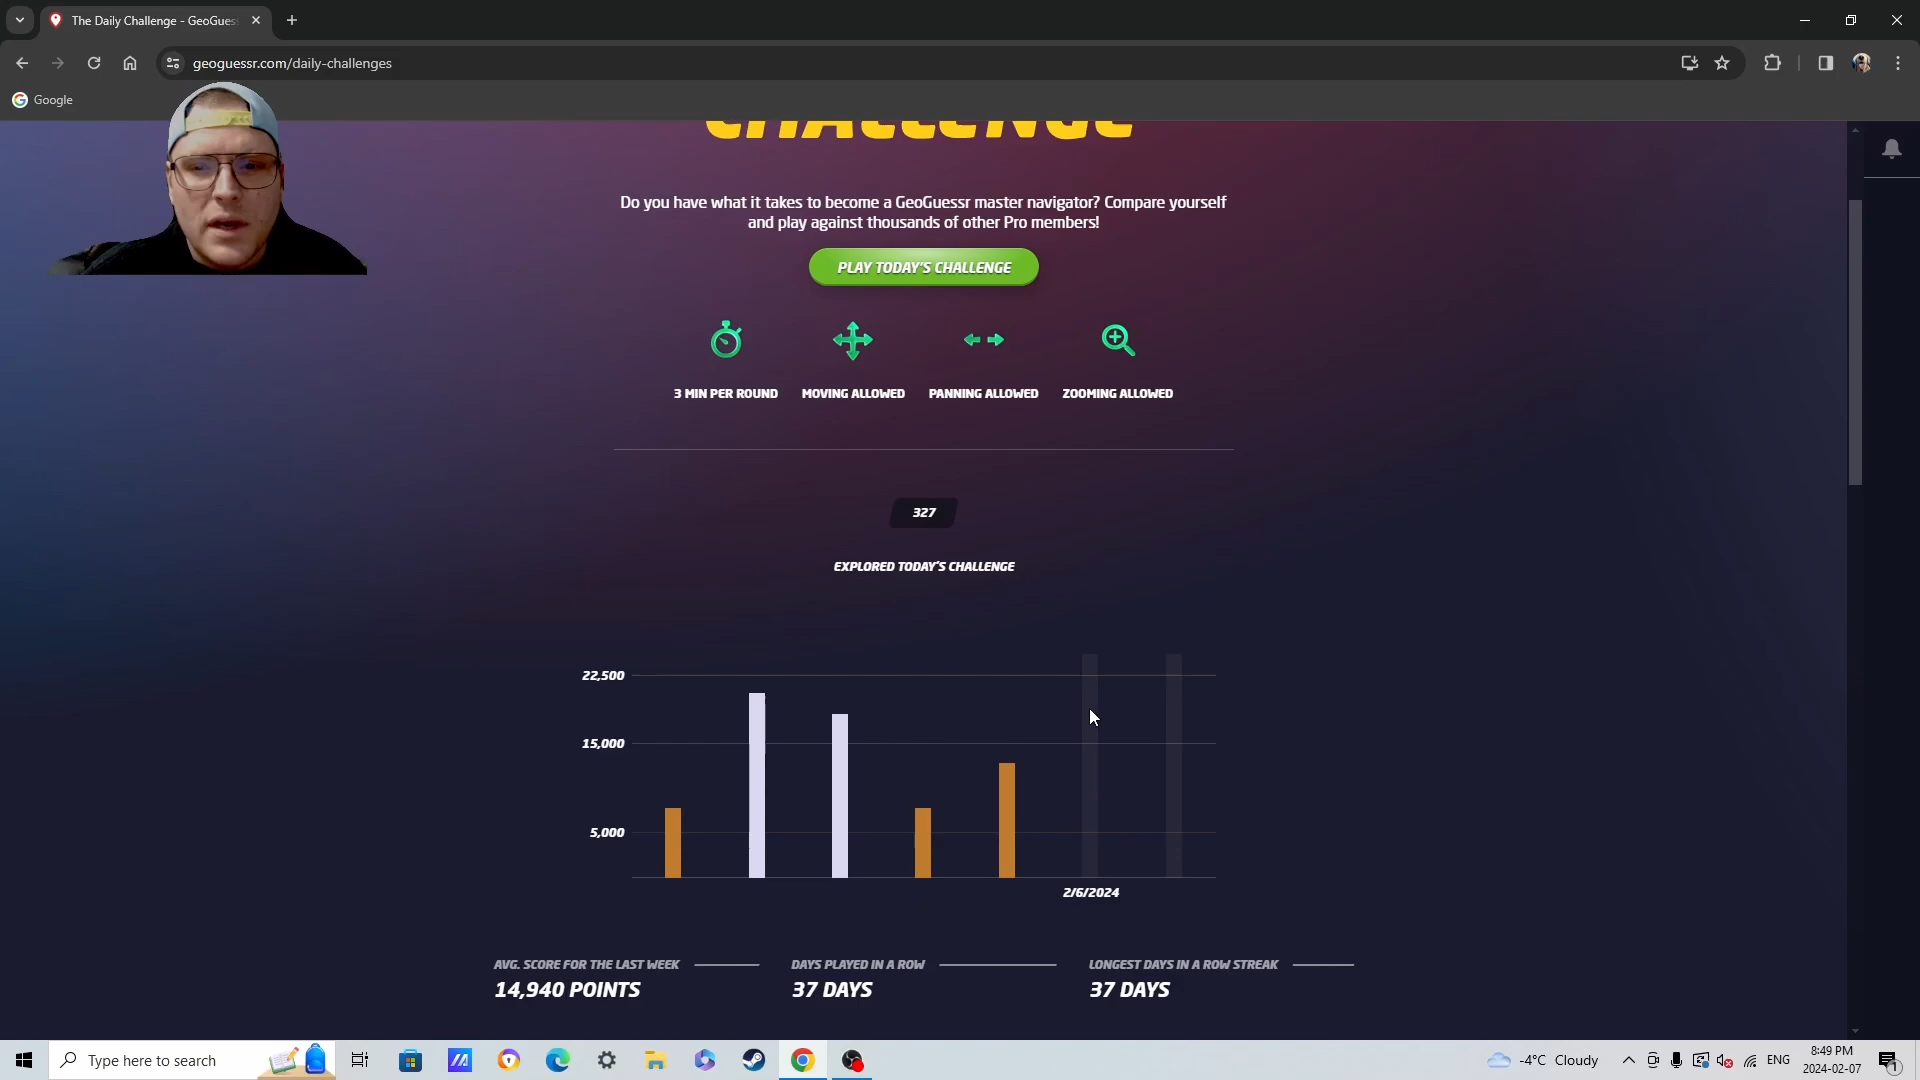 The Daily Challenge - GeoGues
geoguessr.com/daily-challenges
Google
CHALLENGE
Do you have what it takes to become a GeoGuessr master navigator? Compare yourself
and play against thousands of other Pro members!
PLAY TODAY'S CHALLENGE
3 MIN PER ROUND
MOVING ALLOWED
PANNING ALLOWED
ZOOMING ALLOWED
327
EXPLORED TODAY'S CHALLENGE
22,500
15,000
5,000
2/6/2024
AVG. SCORE FOR THE LAST WEEK
14,940 POINTS
DAYS PLAYED IN A ROW
37 DAYS
LONGEST DAYS IN A ROW STREAK
37 DAYS
Type here to search
-4°C Cloudy
ENG
8:49 PM
2024-02-07
1